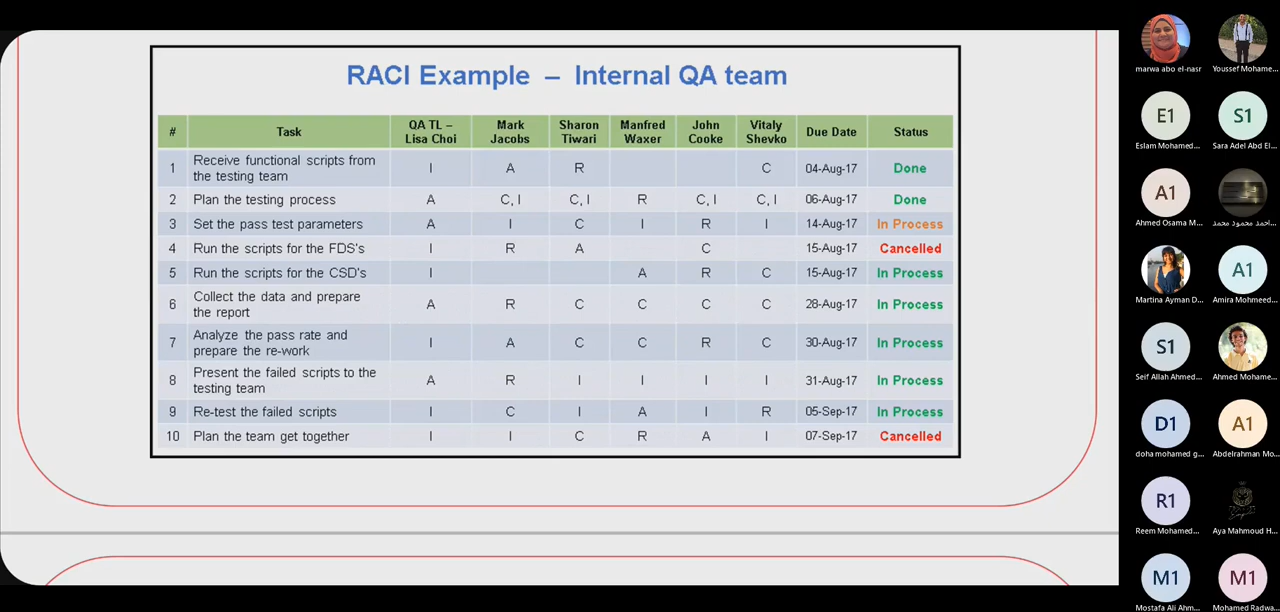 RACI Example – Internal QA team
# Task QA TL – Lisa Choi Mark Jacobs Sharon Tiwari Manfred Waxer John Cooke Vitaly Shevko Due Date Status
1 Receive functional scripts from the testing team I A R C 04-Aug-17 Done
2 Plan the testing process A C, I C, I R C, I C, I 06-Aug-17 Done
3 Set the pass test parameters A I C I R I 14-Aug-17 In Process
4 Run the scripts for the FDS's I R A C 15-Aug-17 Cancelled
5 Run the scripts for the CSD's I A R C 15-Aug-17 In Process
6 Collect the data and prepare the report A R C C C C 28-Aug-17 In Process
7 Analyze the pass rate and prepare the re-work I A C C R C 30-Aug-17 In Process
8 Present the failed scripts to the testing team A R I I I I 31-Aug-17 In Process
9 Re-test the failed scripts I C I A I R 05-Sep-17 In Process
10 Plan the team get together I I C R A I 07-Sep-17 Cancelled
marwa abo el-nasr
Youssef Mohame...
E1
Eslam Mohamed...
S1
Sara Adel Abd El...
A1
Ahmed Osama M...
احمد محمود محمد
Martina Ayman D...
A1
Amira Mohmeed...
S1
Seif Allah Ahmed...
Ahmed Mohame...
D1
doha mohamed g...
A1
Abdelrahman Mo...
R1
Reem Mohamed...
Aya Mahmoud H...
M1
Mostafa Ali Ahm...
M1
Mohamed Radwa...